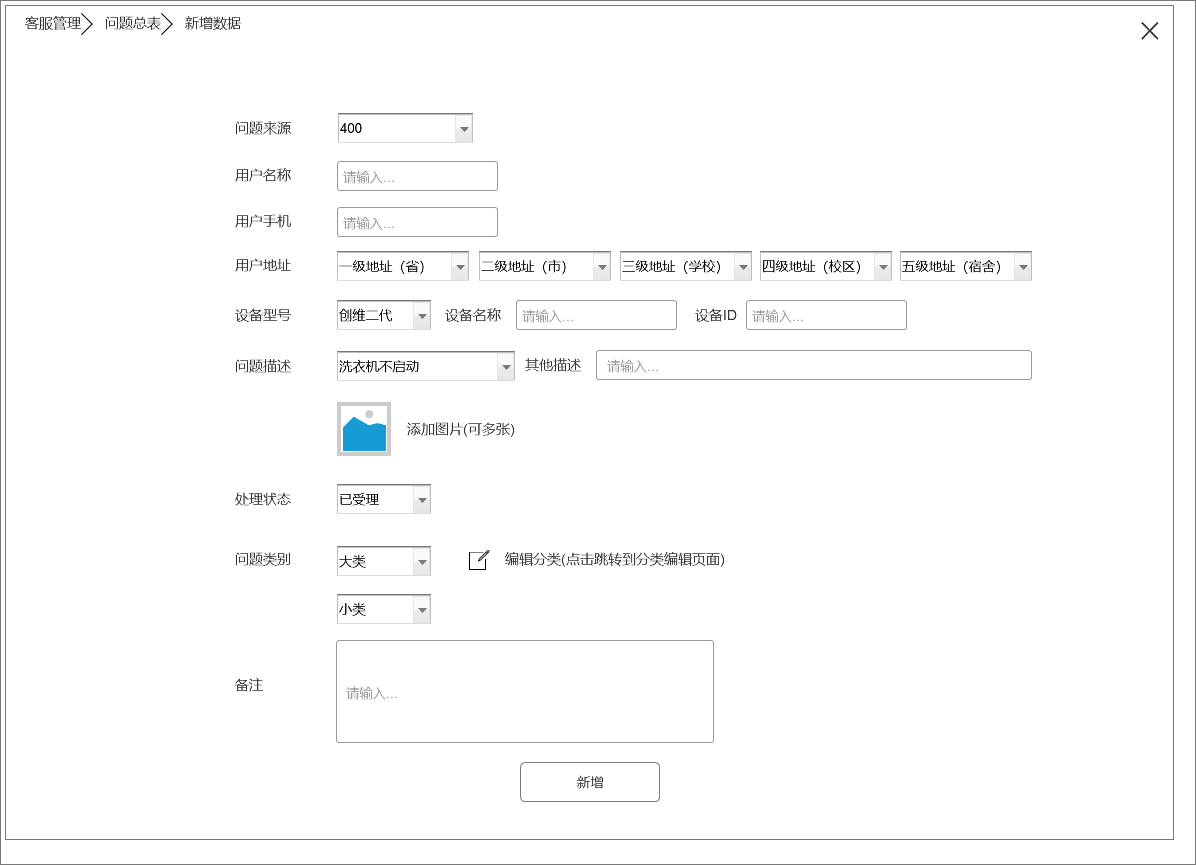 客服管理 问题总表 新增数据
问题来源 400
用户名称 请输入...
用户手机 请输入...
用户地址 一级地址（省） 二级地址（市） 三级地址（学校） 四级地址（校区） 五级地址（宿舍）
设备型号 创维二代 设备名称 请输入... 设备ID 请输入...
问题描述 洗衣机不启动 其他描述 请输入...
添加图片(可多张)
处理状态 已受理
问题类别 大类 编辑分类(点击跳转到分类编辑页面)
小类
备注 请输入...
新增